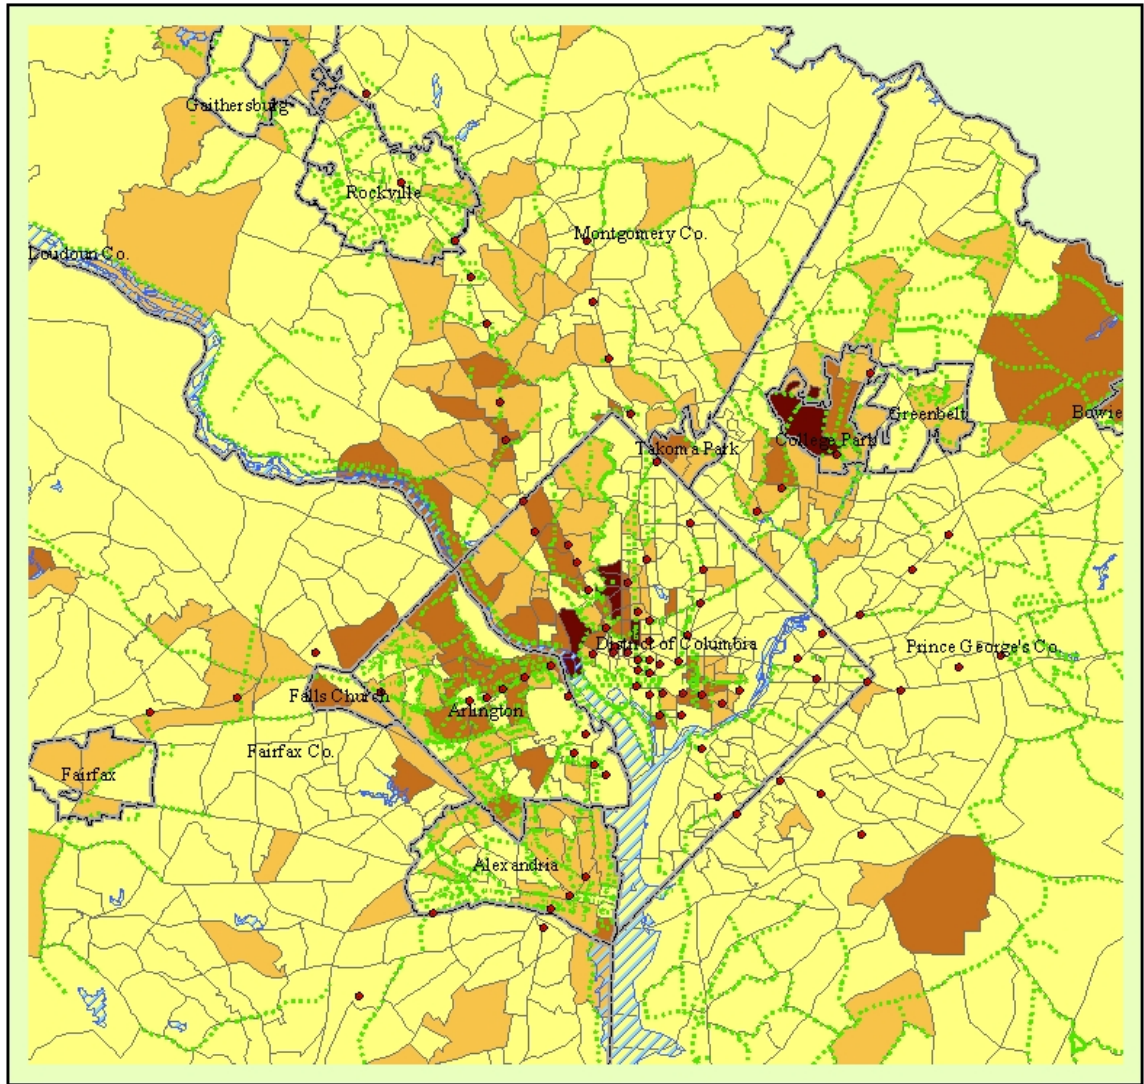 Gaithersburg
Rockville
Montgomery Co.
Loudoun Co.
Greenbelt
Bowie
College Park
Takoma Park
District of Columbia
Prince George's Co.
Falls Church
Arlington
Fairfax Co.
Fairfax
Alexandria